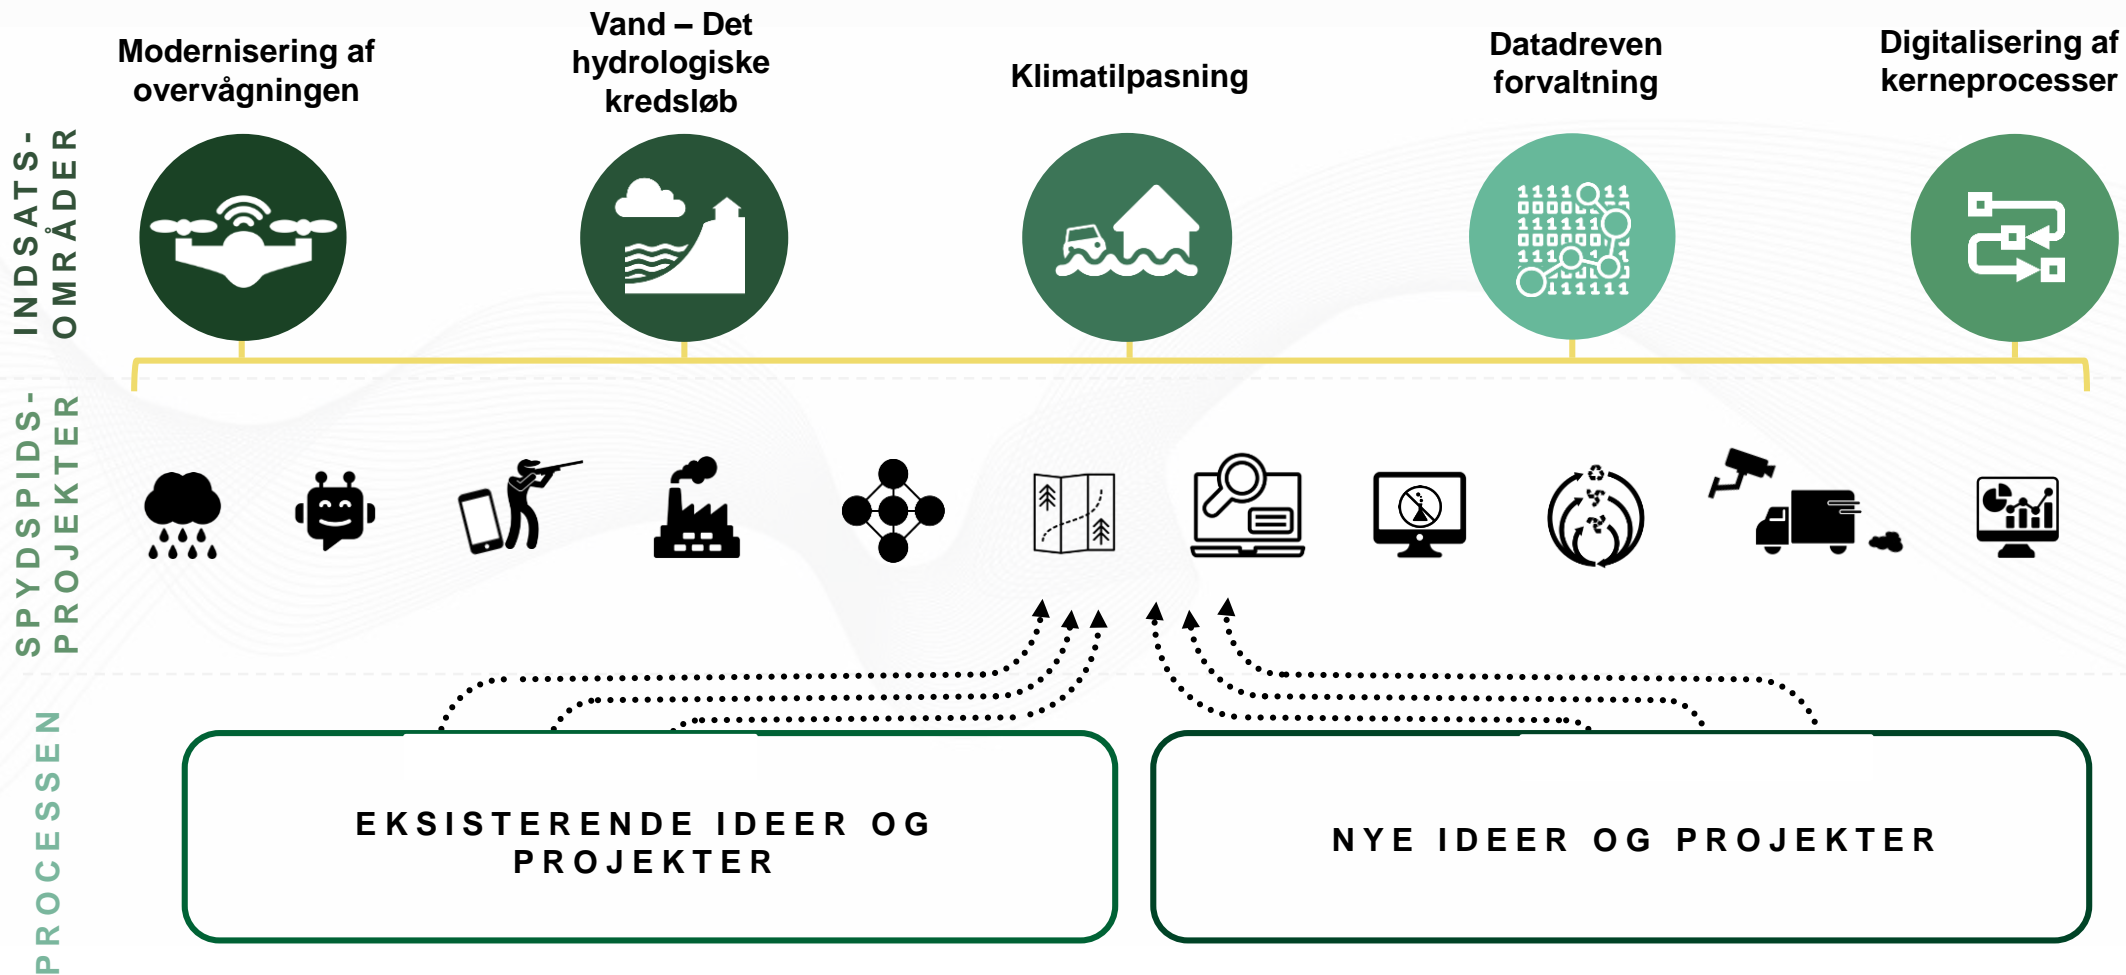 Modernisering af
overvågningen
Vand – Det
hydrologiske
kredsløb
Klimatilpasning
Datadreven
forvaltning
Digitalisering af
kerneprocesser
INDSATS-
OMRÅDER
SPYDSPIDS-
PROJEKTER
PROCESSEN
EKSISTERENDE IDEER OG
PROJEKTER
NYE IDEER OG PROJEKTER